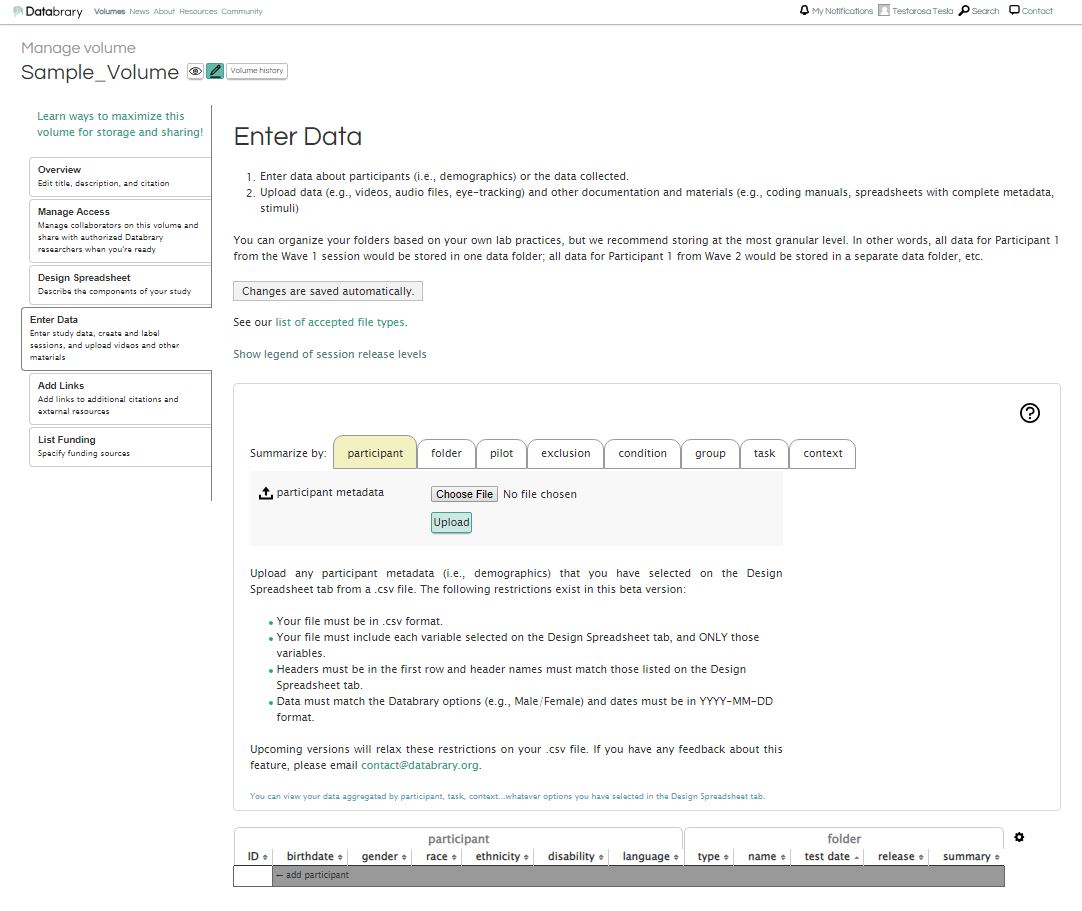 Databrary Volumes News About Resources Community My Notifications Testarosa Tesla Search Contact
Manage volume
Sample_Volume Volume history
Learn ways to maximize this
volume for storage and sharing!
Overview
Edit title, description, and citation
Manage Access
Manage collaborators on this volume and
share with authorized Databrary
researchers when you're ready
Design Spreadsheet
Describe the components of your study
Enter Data
Enter study data, create and label
sessions, and upload videos and other
materials
Add Links
Add links to additional citations and
external resources
List Funding
Specify funding sources
Enter Data
1. Enter data about participants (i.e., demographics) or the data collected.
2. Upload data (e.g., videos, audio files, eye-tracking) and other documentation and materials (e.g., coding manuals, spreadsheets with complete metadata,
stimuli)
You can organize your folders based on your own lab practices, but we recommend storing at the most granular level. In other words, all data for Participant 1
from the Wave 1 session would be stored in one data folder; all data for Participant 1 from Wave 2 would be stored in a separate data folder, etc.
Changes are saved automatically.
See our list of accepted file types.
Show legend of session release levels
Summarize by: participant folder pilot exclusion condition group task context
participant metadata Choose File No file chosen
Upload
Upload any participant metadata (i.e., demographics) that you have selected on the Design
Spreadsheet tab from a .csv file. The following restrictions exist in this beta version:
Your file must be in .csv format.
Your file must include each variable selected on the Design Spreadsheet tab, and ONLY those
variables.
Headers must be in the first row and header names must match those listed on the Design
Spreadsheet tab.
Data must match the Databrary options (e.g., Male/Female) and dates must be in YYYY-MM-DD
format.
Upcoming versions will relax these restrictions on your .csv file. If you have any feedback about this
feature, please email contact@databrary.org.
You can view your data aggregated by participant, task, context...whatever options you have selected in the Design Spreadsheet tab.
participant folder
ID birthdate gender race ethnicity disability language type name test date release summary
← add participant